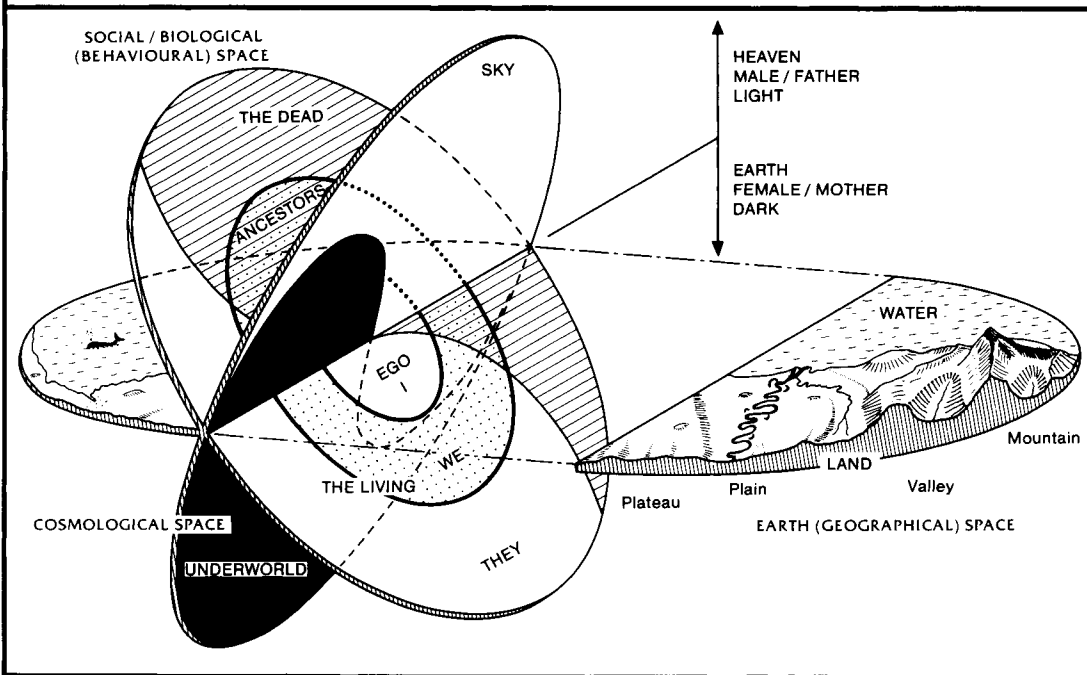 SOCIAL / BIOLOGICAL
(BEHAVIOURAL) SPACE
SKY
THE DEAD
ANCESTORS
HEAVEN
MALE / FATHER
LIGHT
EARTH
FEMALE / MOTHER
DARK
WATER
EGO
I
WE
THE LIVING
THEY
LAND
Mountain
Valley
Plain
Plateau
EARTH (GEOGRAPHICAL) SPACE
COSMOLOGICAL SPACE
UNDERWORLD